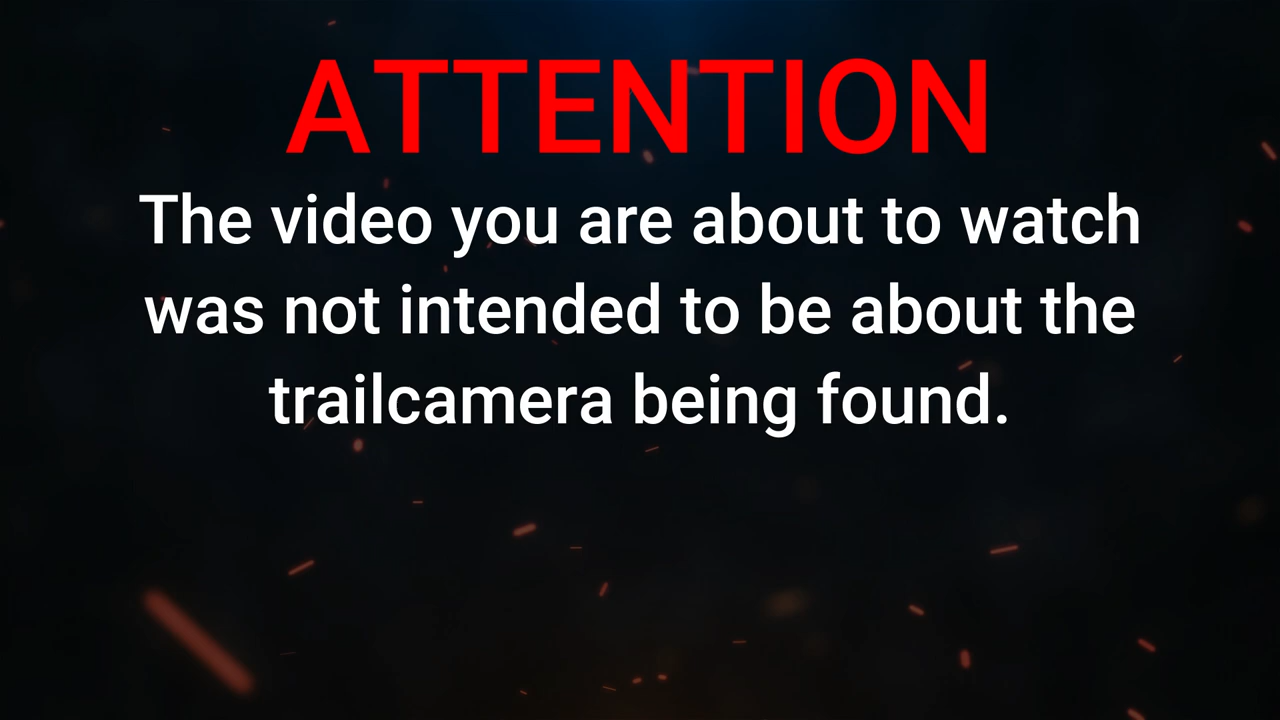 ATTENTION
The video you are about to watch
was not intended to be about the
trailcamera being found.